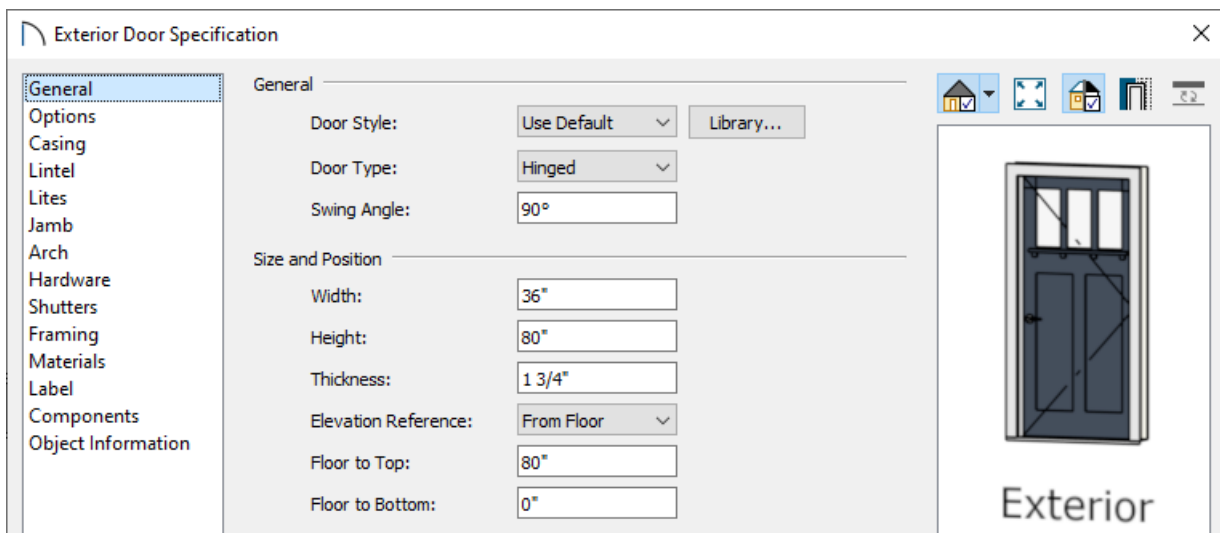 Exterior Door Specification
General
Options
Casing
Lintel
Lites
Jamb
Arch
Hardware
Shutters
Framing
Materials
Label
Components
Object Information
General
Door Style: Use Default Library...
Door Type: Hinged
Swing Angle: 90°
Size and Position
Width: 36"
Height: 80"
Thickness: 1 3/4"
Elevation Reference: From Floor
Floor to Top: 80"
Floor to Bottom: 0"
Exterior